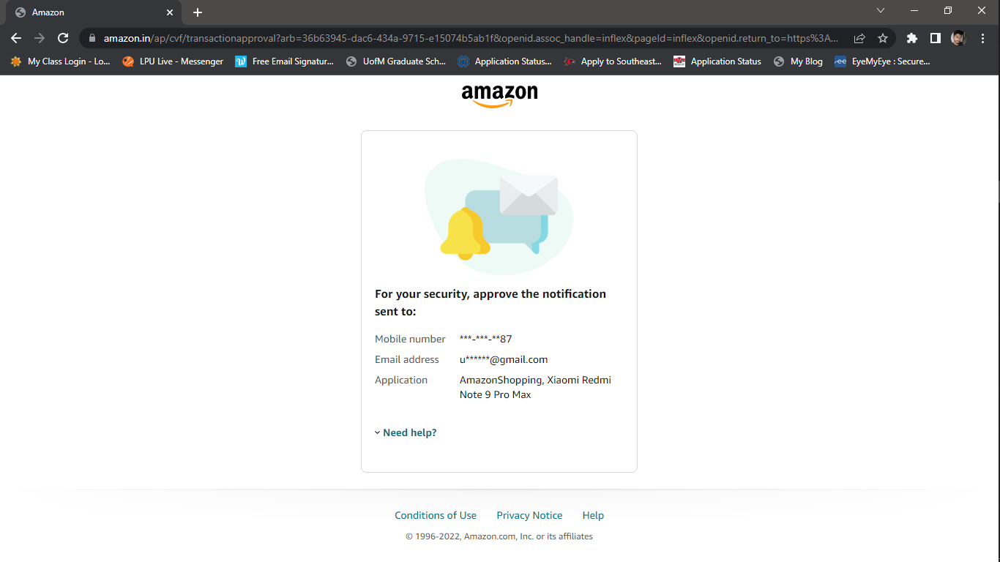 Amazon
amazon.in/ap/cvf/transactionapproval?arb=36b63945-dac6-434a-9715-e15074b5ab1f&openid.assoc_handle=inflex&pageId=inflex&openid.return_to=https%3A...
My Class Login - Lo...
LPU Live - Messenger
Free Email Signatur...
UofM Graduate Sch...
Application Status...
Apply to Southeast...
Application Status
My Blog
EyeMyEye : Secure...
amazon
For your security, approve the notification
sent to:
Mobile number ***-***-**87
Email address u******@gmail.com
Application AmazonShopping, Xiaomi Redmi
Note 9 Pro Max
Need help?
Conditions of Use Privacy Notice Help
© 1996-2022, Amazon.com, Inc. or its affiliates